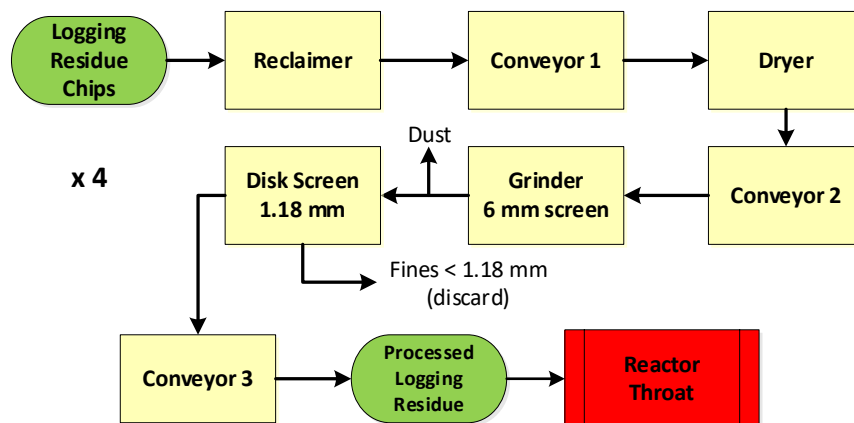 Logging
Residue
Chips
Reclaimer
Conveyor 1
Dryer
x 4
Dust
Disk Screen
1.18 mm
Grinder
6 mm screen
Conveyor 2
Fines < 1.18 mm
(discard)
Conveyor 3
Processed
Logging
Residue
Reactor
Throat